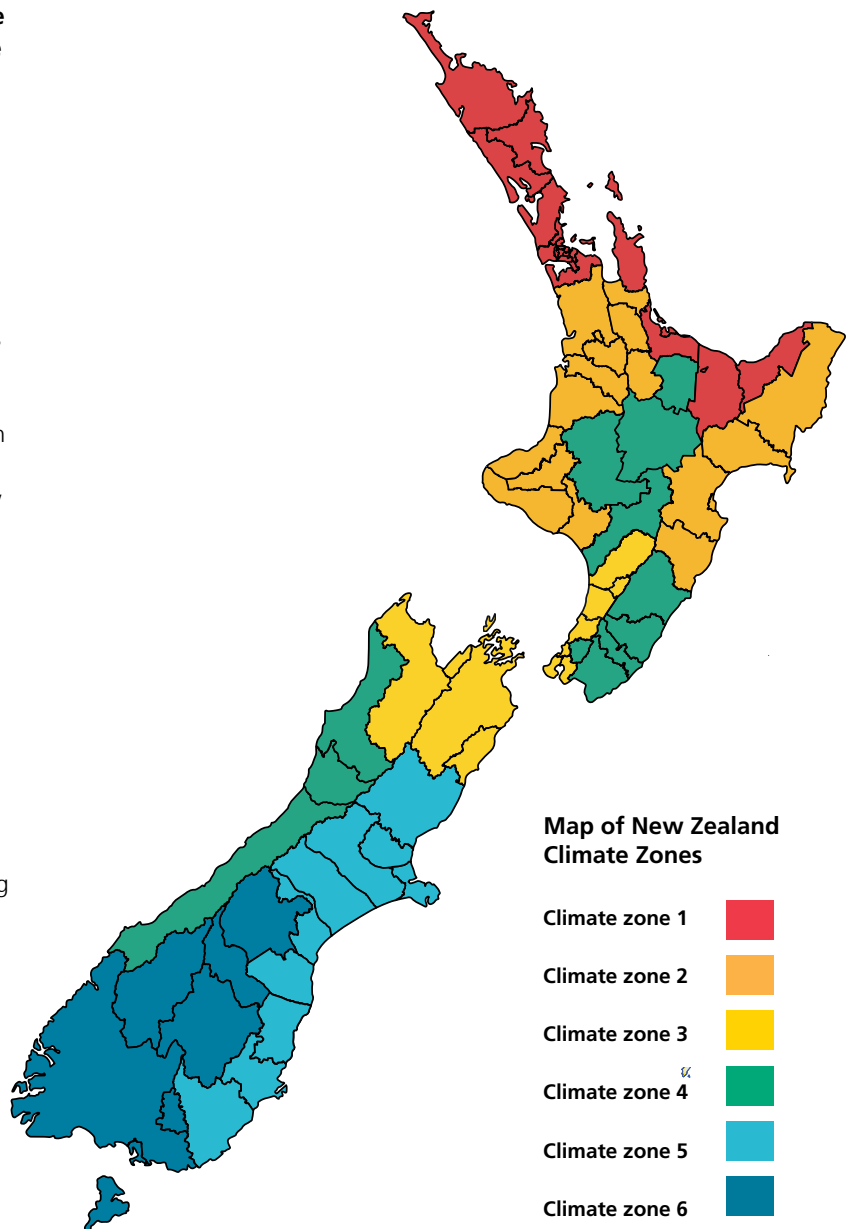 Map of New Zealand
Climate Zones
Climate zone 1
Climate zone 2
Climate zone 3
Climate zone 4
Climate zone 5
Climate zone 6